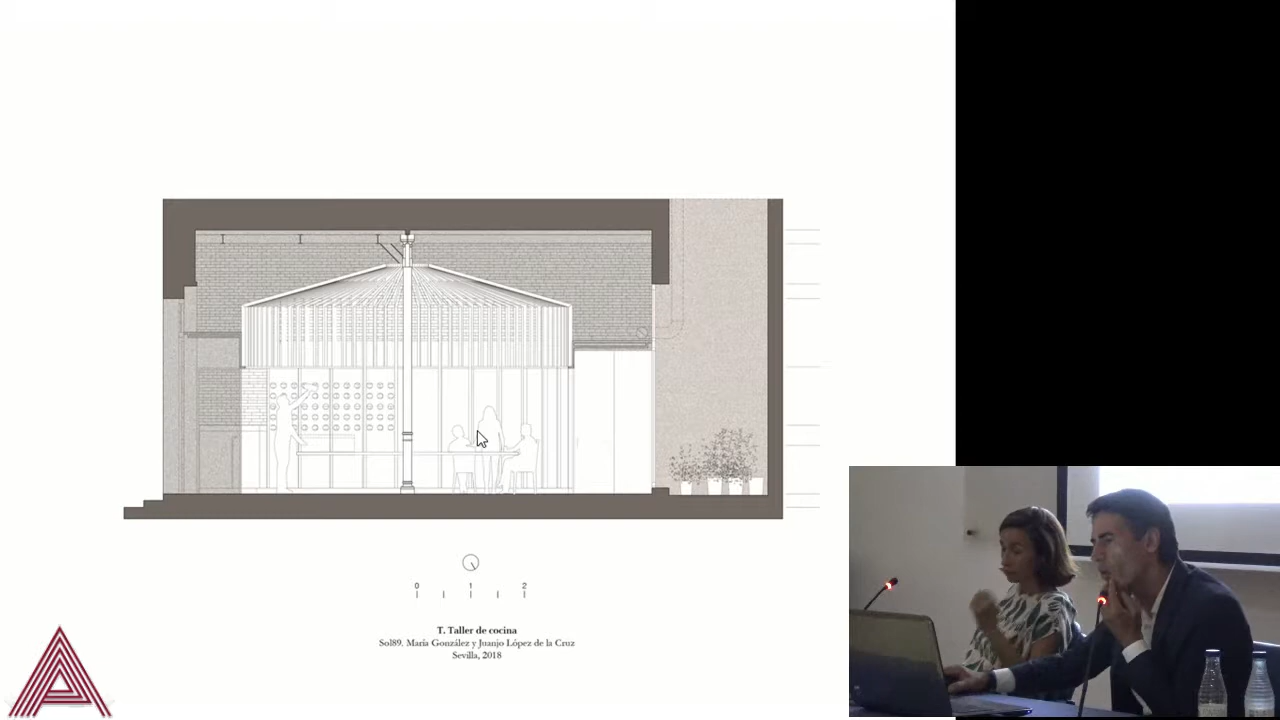 0 1 2
T. Taller de cocina
Sol89. María González y Juanjo López de la Cruz
Sevilla, 2018